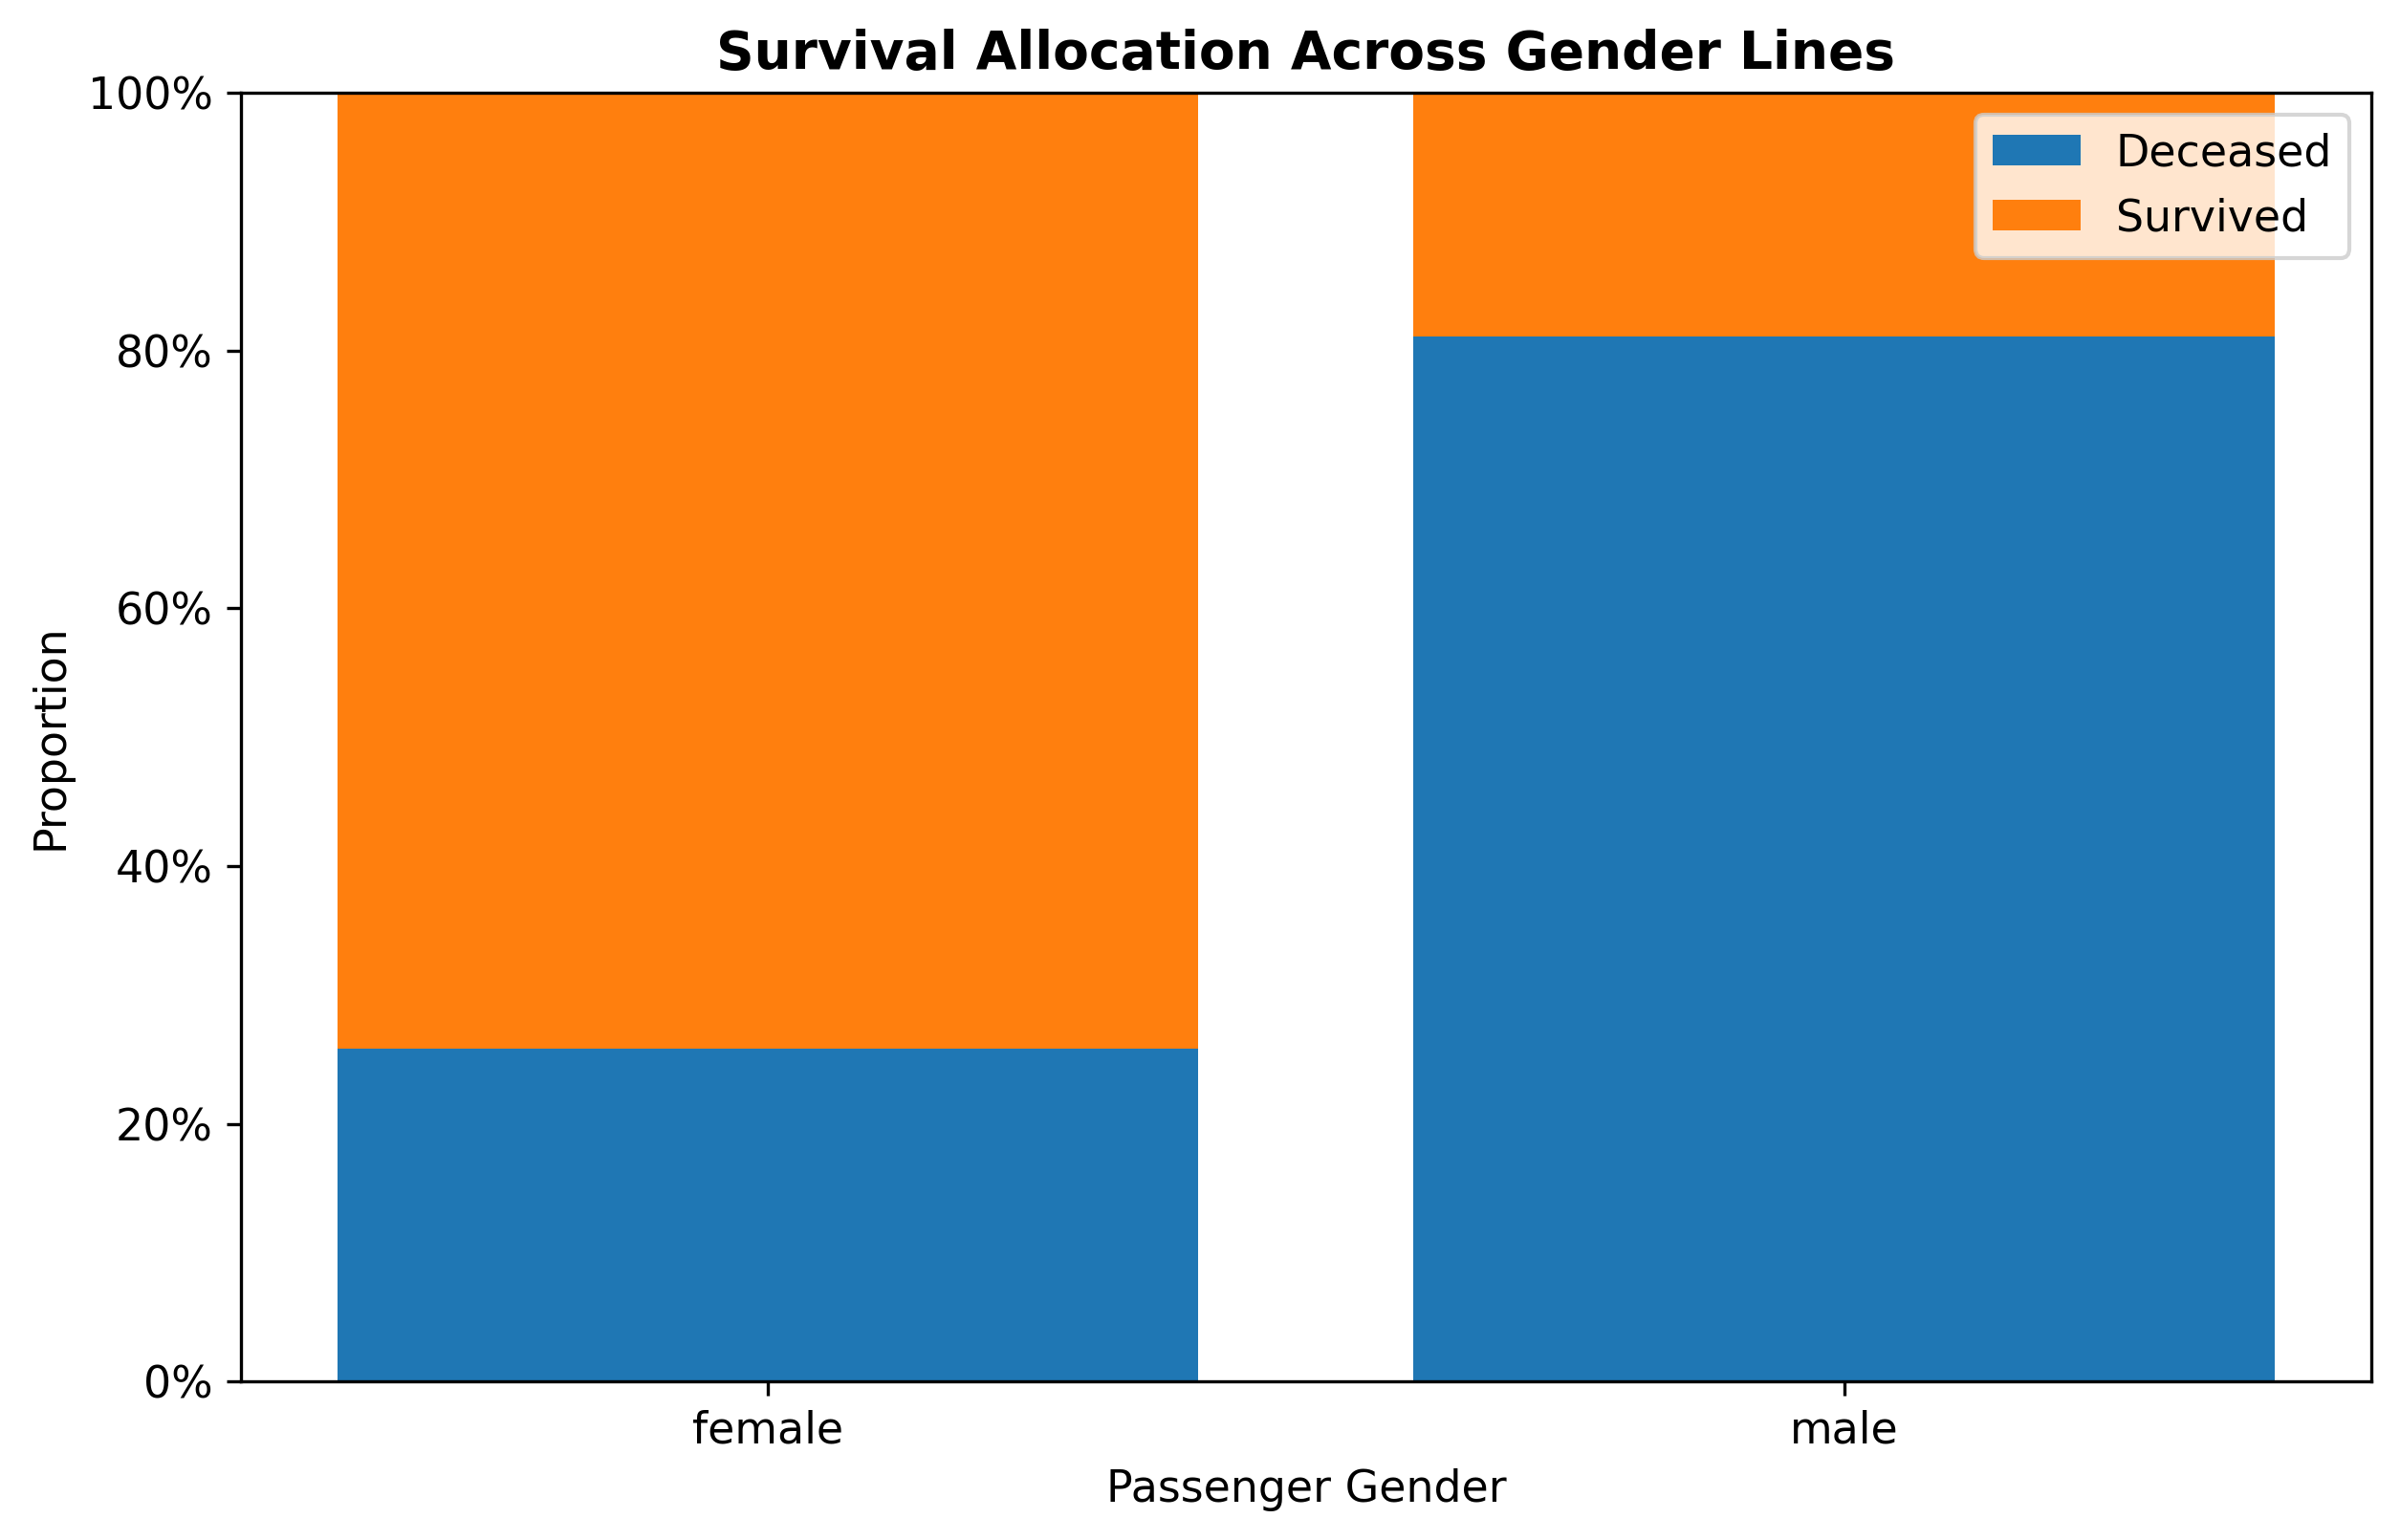 Survival Allocation Across Gender Lines
100%
80%
60%
40%
20%
0%
Proportion
Deceased
Survived
female
male
Passenger Gender